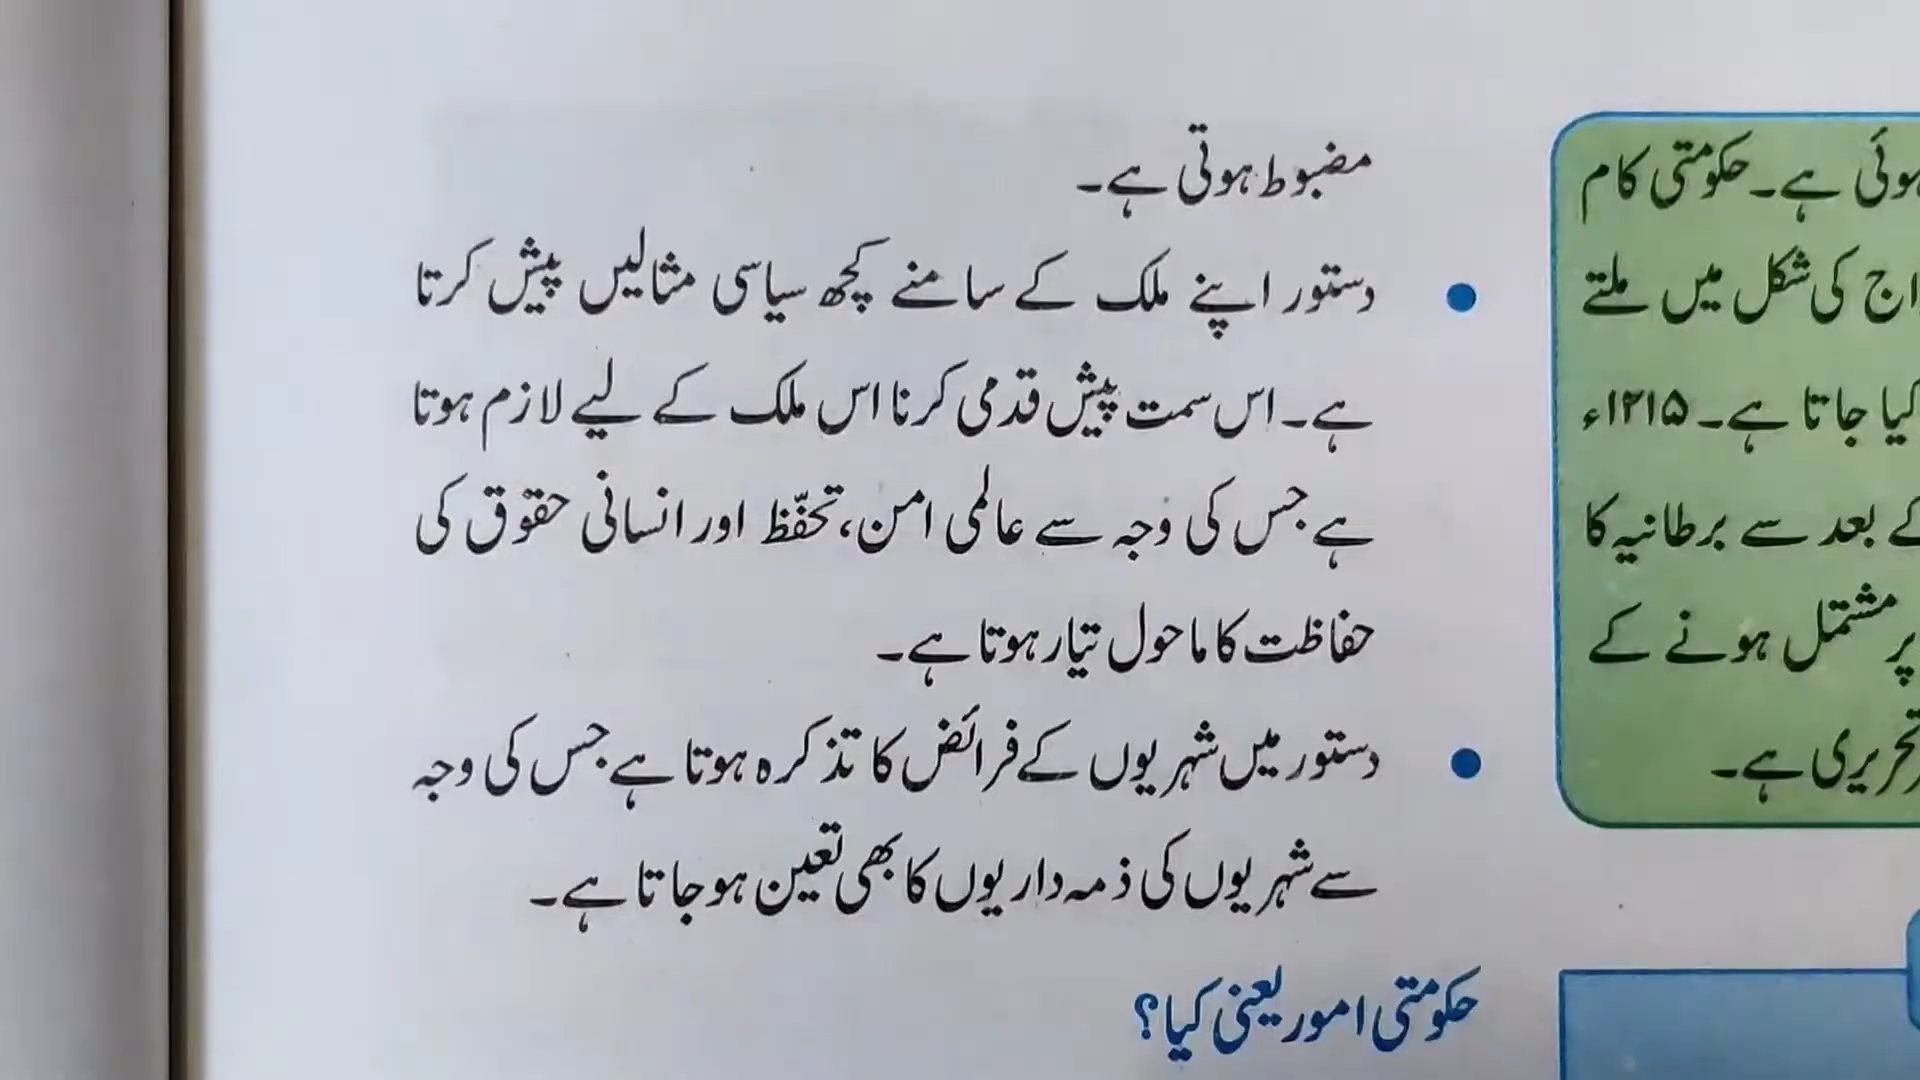 مضبوط ہوتی ہے۔
• دستور اپنے ملک کے سامنے کچھ سیاسی مثالیں پیش کرتا
ہے۔ اس سمت پیش قدمی کرنا اس ملک کے لیے لازم ہوتا
ہے جس کی وجہ سے عالمی امن، تحفّظ اور انسانی حقوق کی
حفاظت کا ماحول تیار ہوتا ہے۔
• دستور میں شہریوں کے فرائض کا تذکرہ ہوتا ہے جس کی وجہ
سے شہریوں کی ذمہ داریوں کا بھی تعین ہو جاتا ہے۔
حکومتی امور یعنی کیا؟
ہوئی ہے۔ حکومتی کام
کی شکل میں ملتے
کیا جاتا ہے۔ ۱۲۱۵ء
کے بعد سے برطانیہ کا
پر مشتمل ہونے کے
تحریری ہے۔